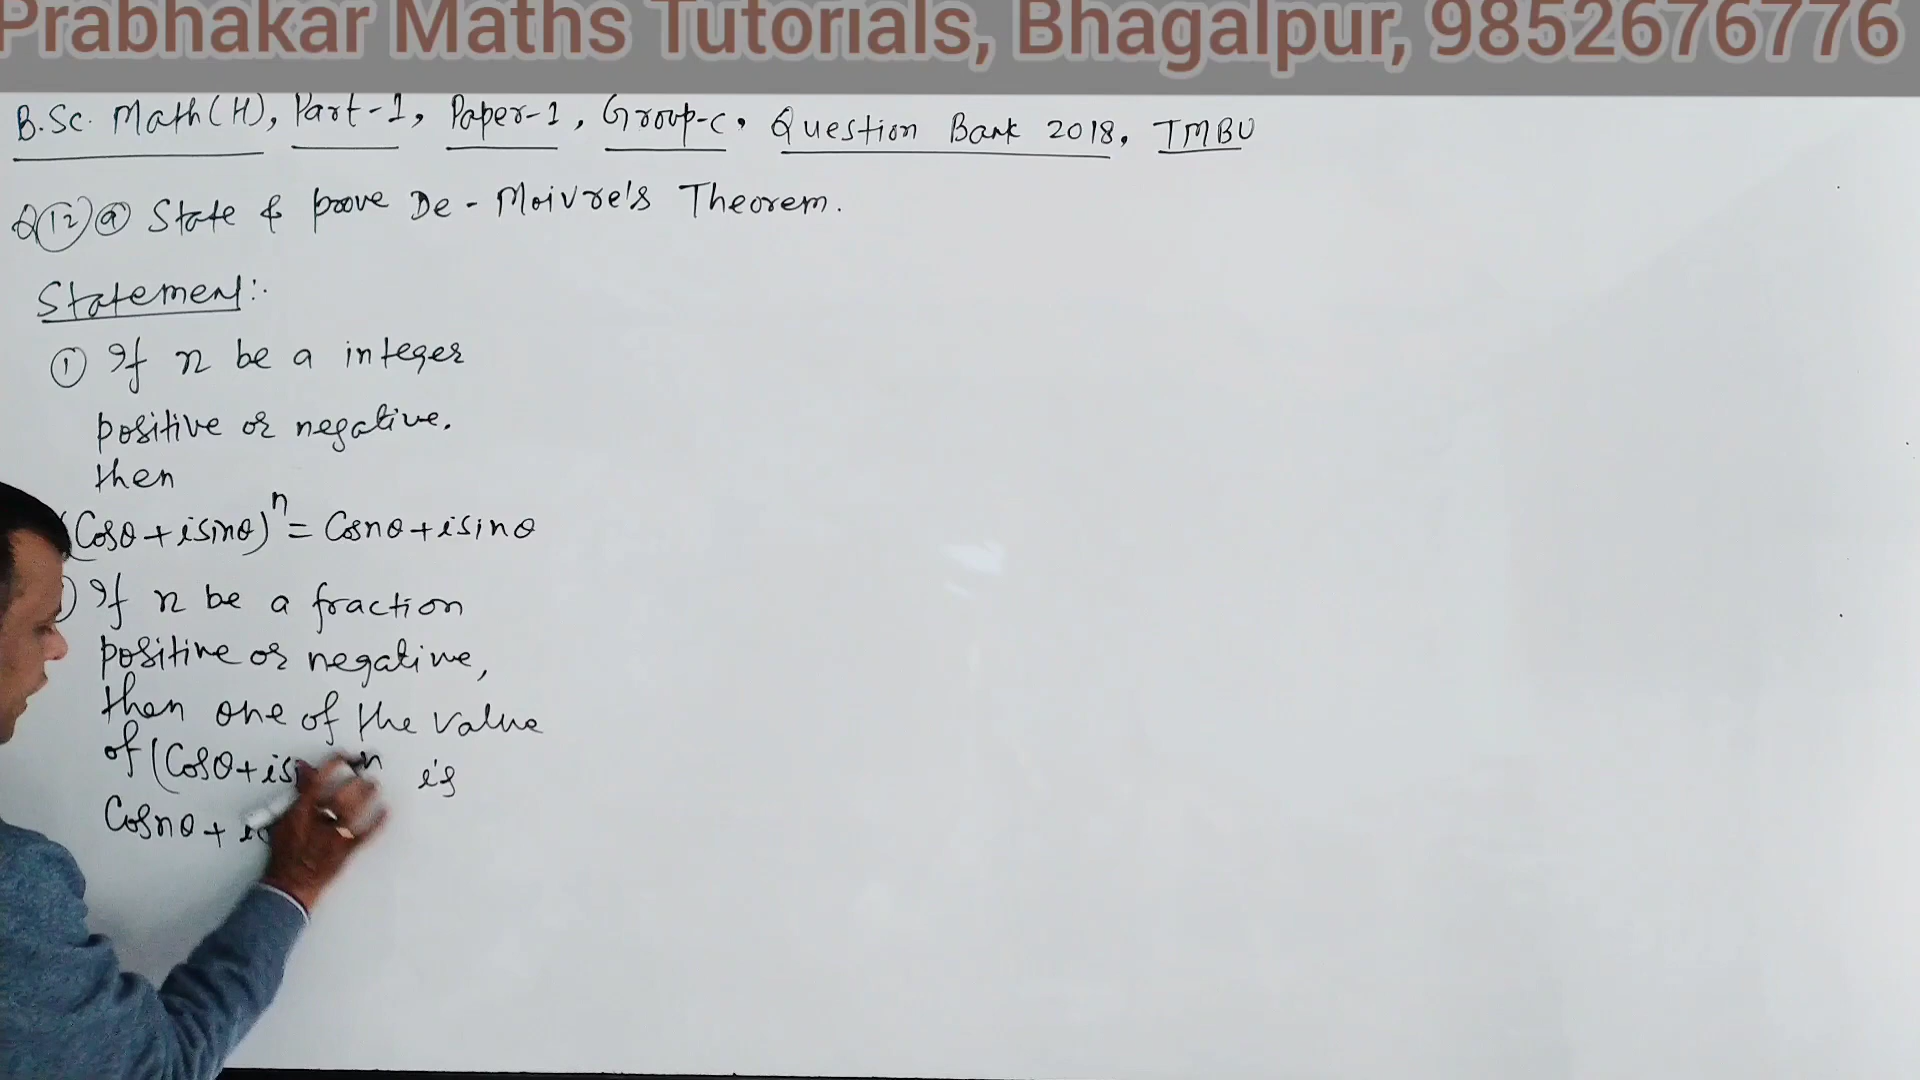 Prabhakar Maths Tutorials, Bhagalpur, 9852676776
B.Sc. Math(H), Part-1, Paper-1, Group-C, Question Bank 2018, TMBU
Q(12)(a) State & prove De-Moivre's Theorem.
Statement:-
① If n be a integer
positive or negative.
then
(Cosθ+isinθ)ⁿ = Cosnθ+isinθ
If n be a fraction
positive or negative,
then one of the value
of (Cosθ+isi n is
Cosnθ+